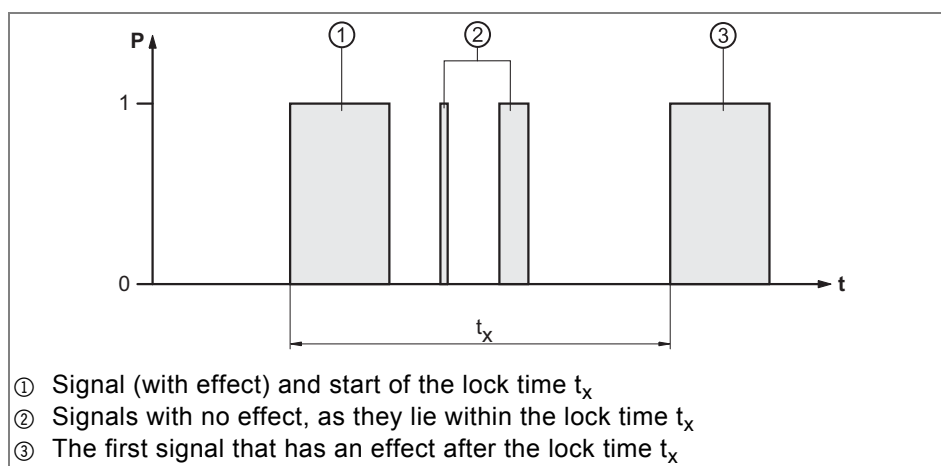 ① ② ③
P
1
0
t
tx
① Signal (with effect) and start of the lock time tx
② Signals with no effect, as they lie within the lock time tx
③ The first signal that has an effect after the lock time tx